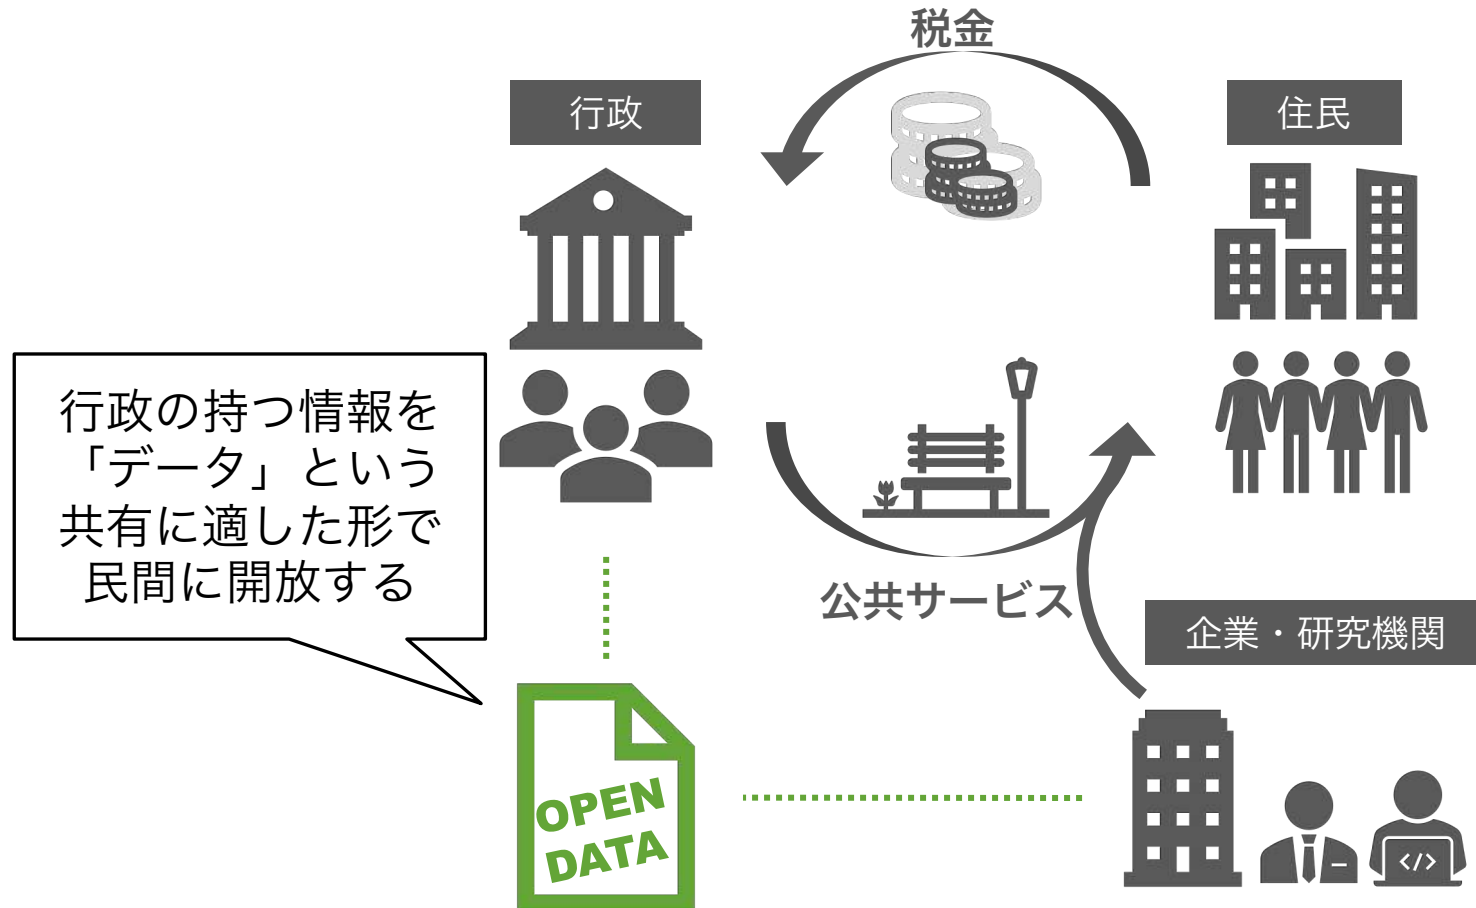 税金
行政
住民
行政の持つ情報を
「データ」という
共有に適した形で
民間に開放する
公共サービス
企業・研究機関
OPEN
DATA
</>